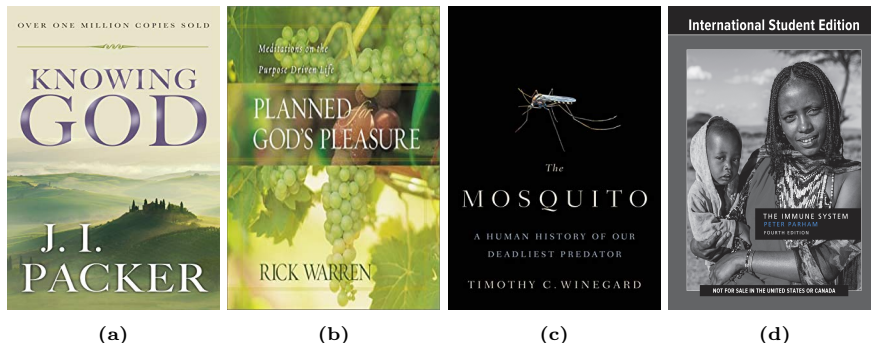 OVER ONE MILLION COPIES SOLD
KNOWING
GOD
J. I.
PACKER
(a)
Meditations on the
Purpose Driven Life
PLANNED for
GOD'S PLEASURE
RICK WARREN
(b)
The
MOSQUITO
A HUMAN HISTORY OF OUR
DEADLIEST PREDATOR
TIMOTHY C. WINEGARD
(c)
International Student Edition
THE IMMUNE SYSTEM
PETER PARHAM
FOURTH EDITION
NOT FOR SALE IN THE UNITED STATES OR CANADA
(d)